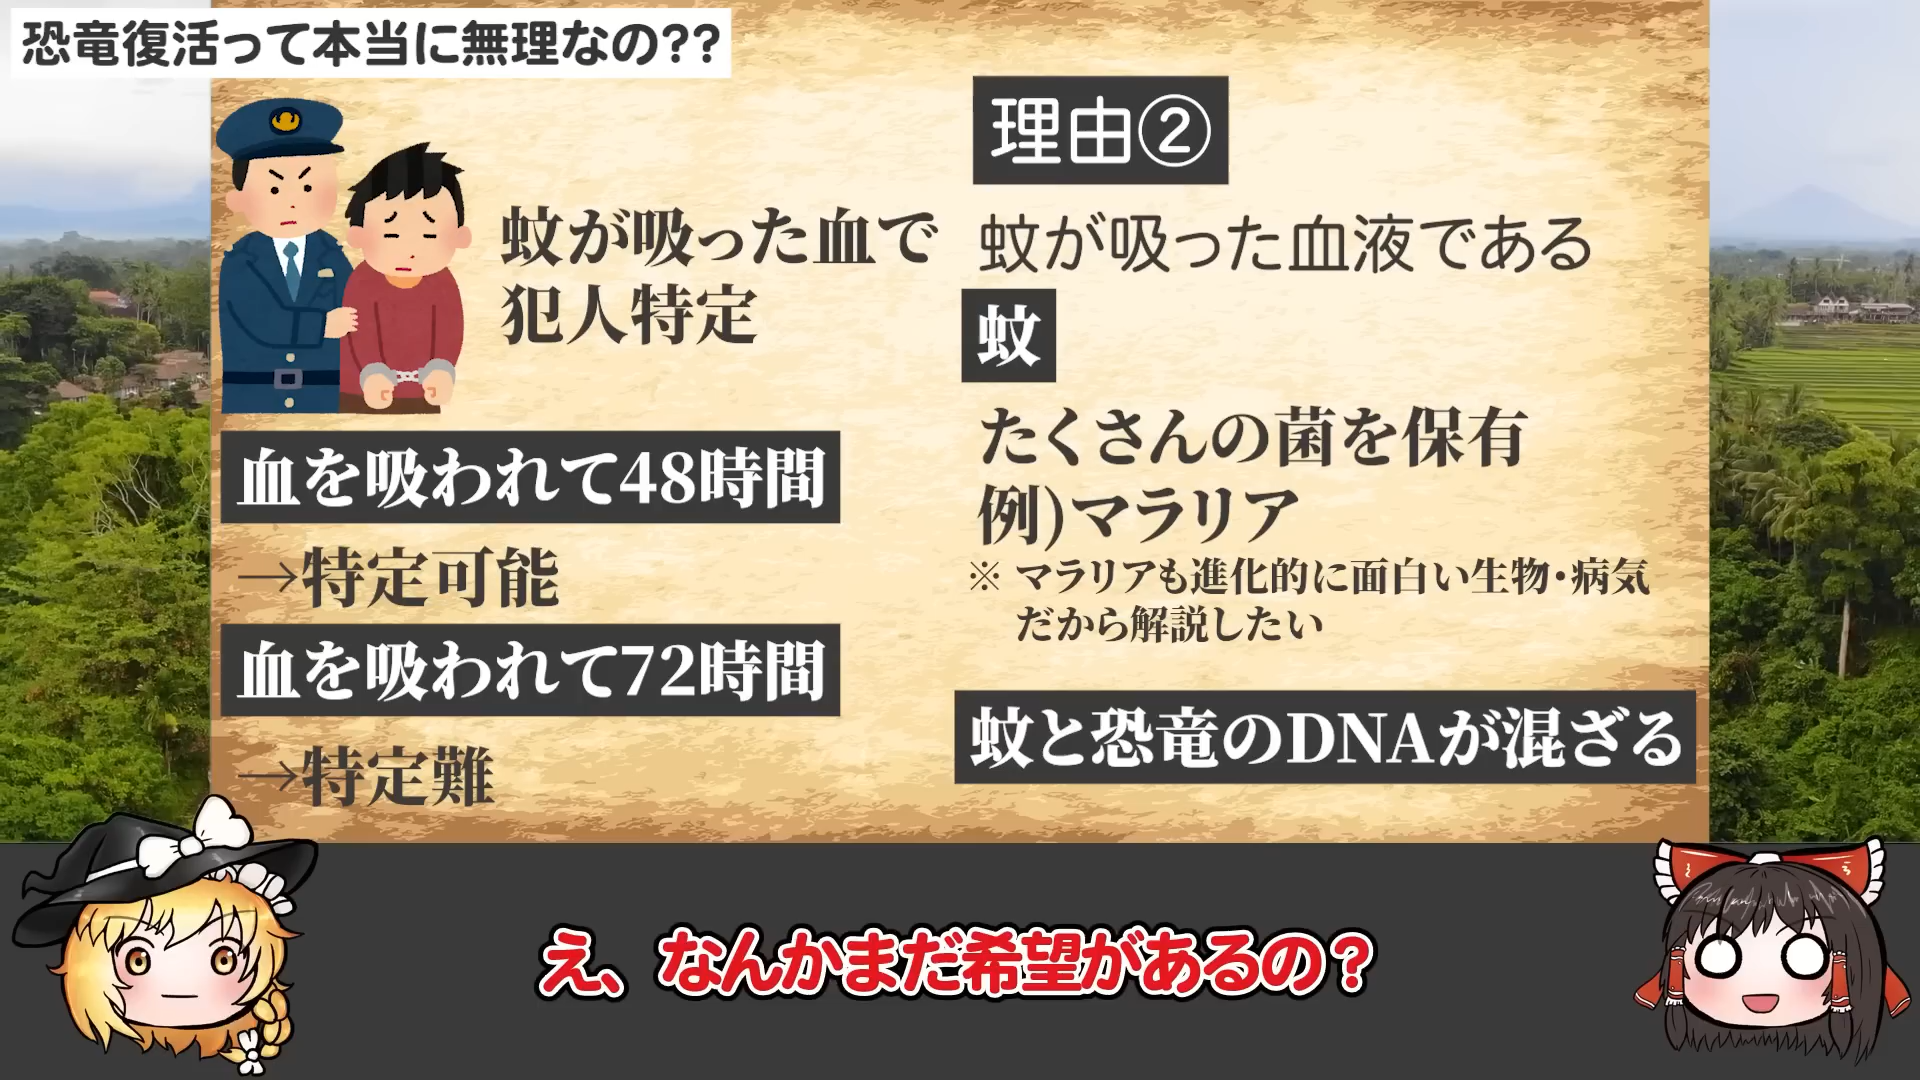 恐竜復活って本当に無理なの??
蚊が吸った血で
犯人特定
血を吸われて48時間
→特定可能
血を吸われて72時間
→特定難
理由②
蚊が吸った血液である
蚊
たくさんの菌を保有
例)マラリア
※ マラリアも進化的に面白い生物・病気
だから解説したい
蚊と恐竜のDNAが混ざる
え、なんかまだ希望があるの？